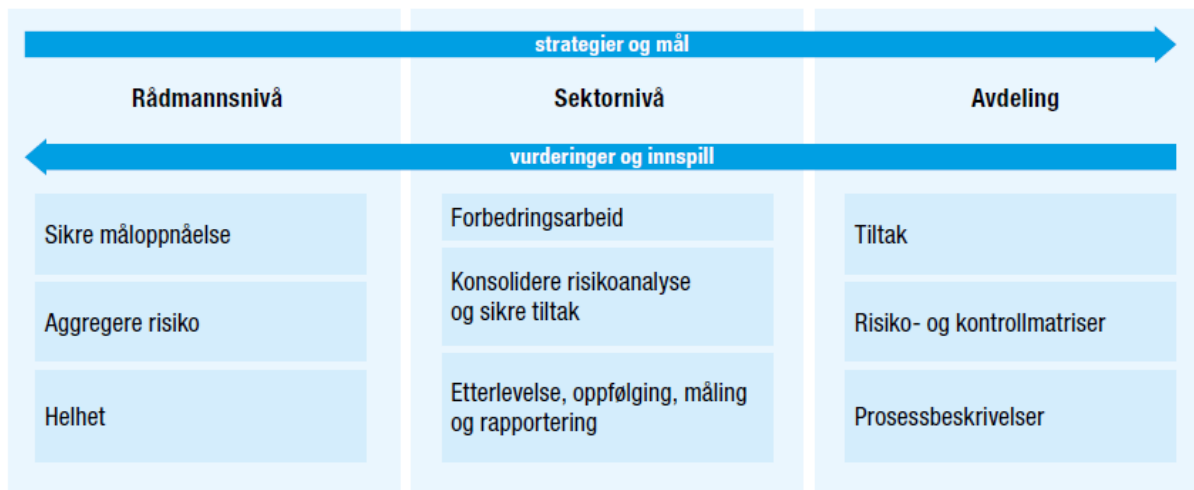 strategier og mål
Rådmannsnivå
Sektornivå
Avdeling
vurderinger og innspill
Sikre måloppnåelse
Aggregere risiko
Helhet
Forbedringsarbeid
Konsolidere risikoanalyse
og sikre tiltak
Etterlevelse, oppfølging, måling
og rapportering
Tiltak
Risiko- og kontrollmatriser
Prosessbeskrivelser